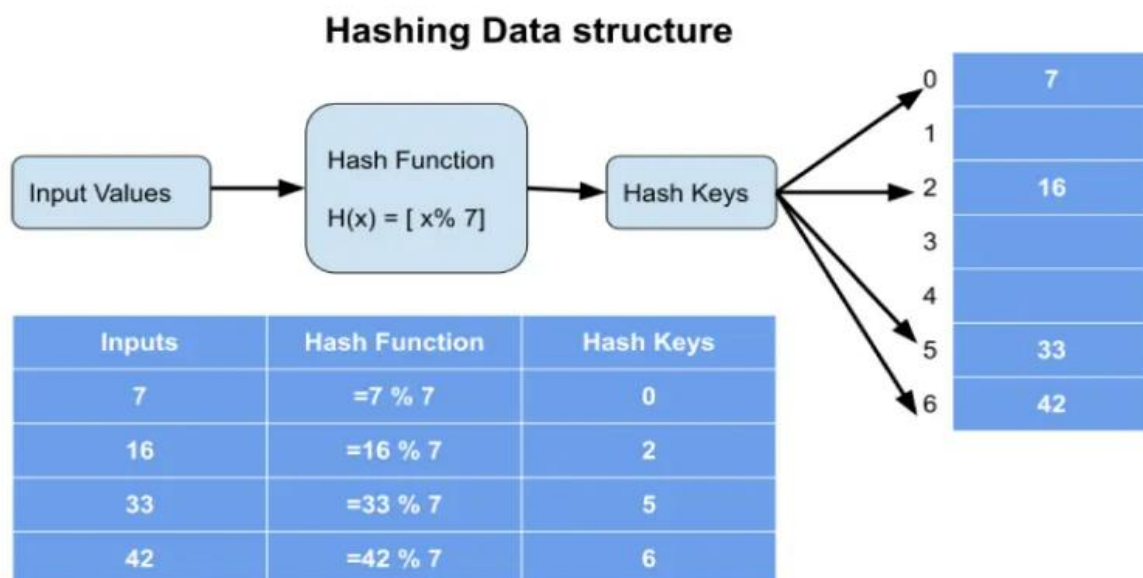 Hashing Data structure
Input Values
Hash Function
H(x) = [ x% 7]
Hash Keys
0 7
1
2 16
3
4
5 33
6 42
Inputs Hash Function Hash Keys
7 =7 % 7 0
16 =16 % 7 2
33 =33 % 7 5
42 =42 % 7 6